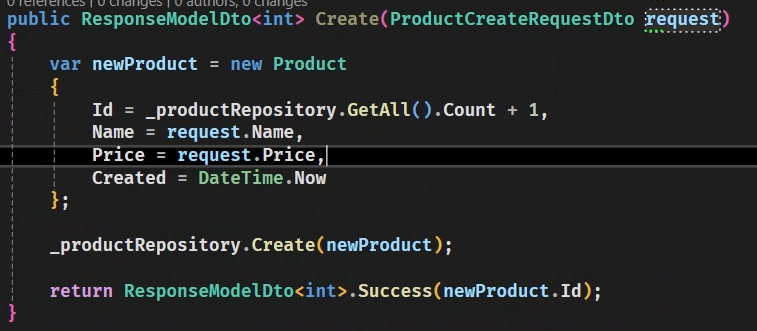 0 references | 0 changes | 0 authors, 0 changes
public ResponseModelDto<int> Create(ProductCreateRequestDto request)
{
var newProduct = new Product
{
Id = _productRepository.GetAll().Count + 1,
Name = request.Name,
Price = request.Price,
Created = DateTime.Now
};
_productRepository.Create(newProduct);
return ResponseModelDto<int>.Success(newProduct.Id);
}